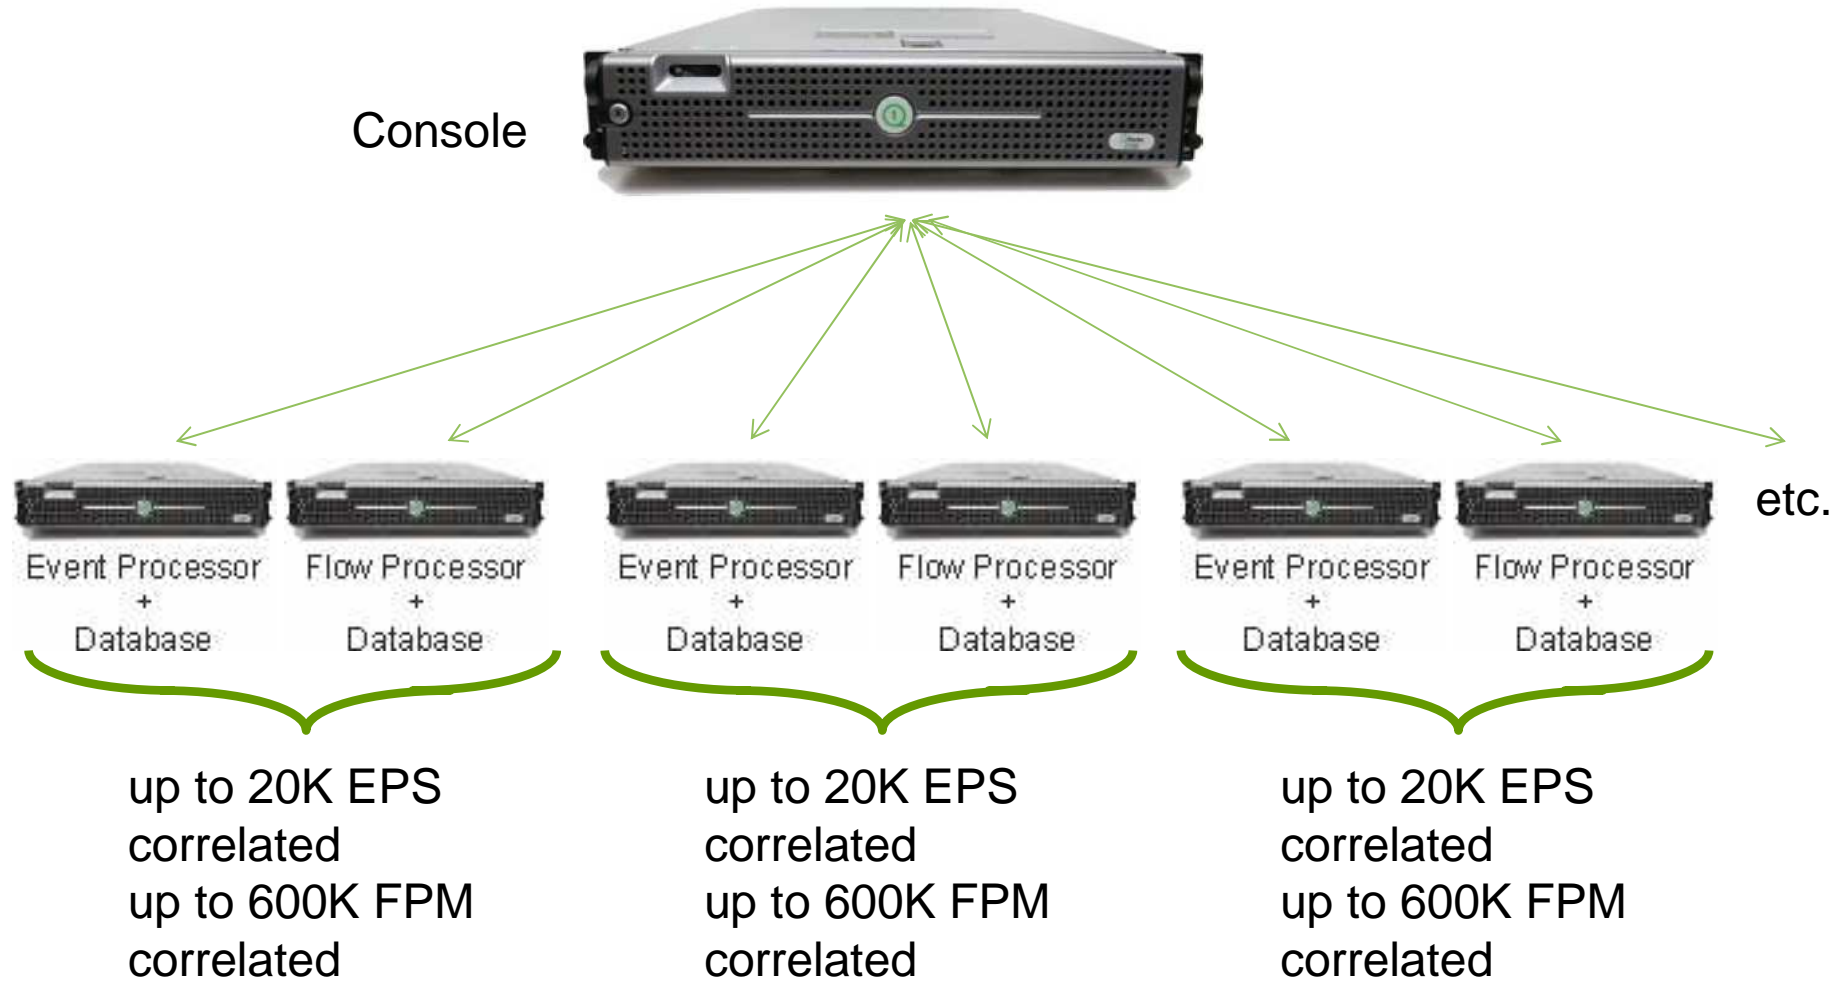 Console
etc.
Event Processor
+
Database
Flow Processor
+
Database
Event Processor
+
Database
Flow Processor
+
Database
Event Processor
+
Database
Flow Processor
+
Database
up to 20K EPS
correlated
up to 600K FPM
correlated
up to 20K EPS
correlated
up to 600K FPM
correlated
up to 20K EPS
correlated
up to 600K FPM
correlated